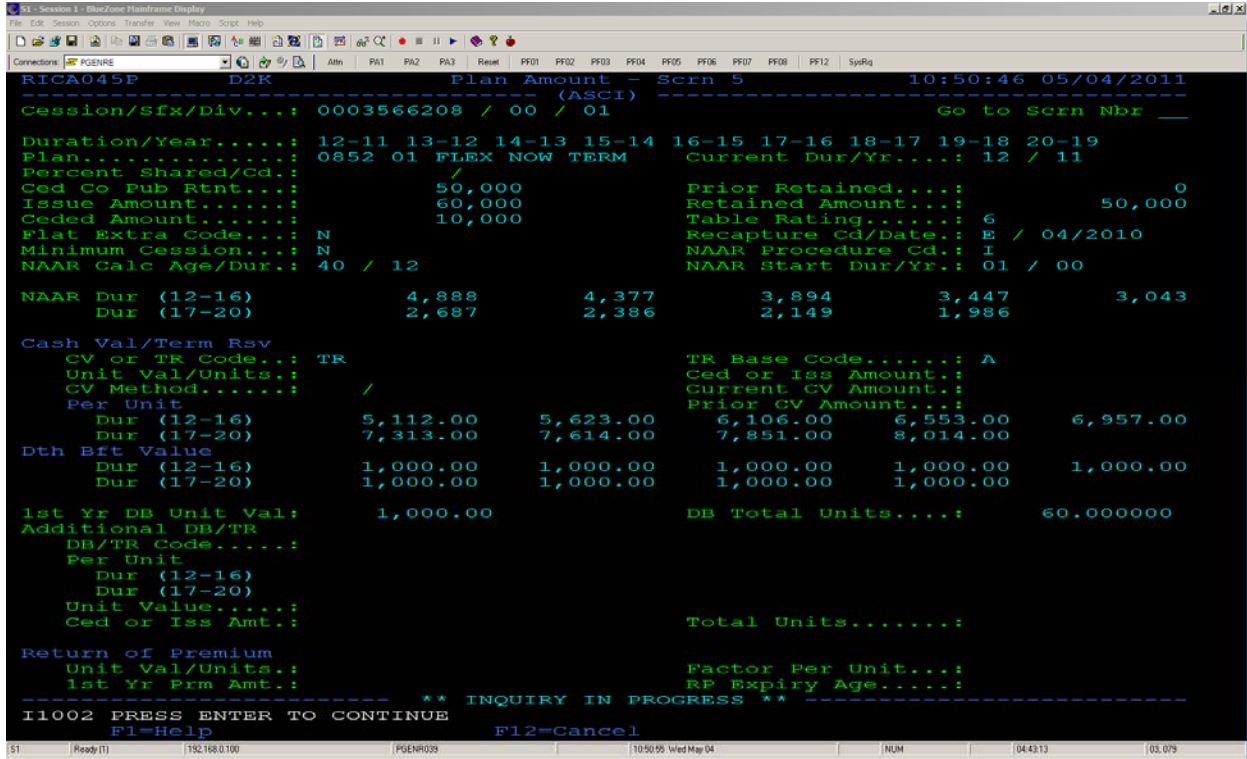 S1 - Session 1 - BlueZone Mainframe Display
File Edit Session Options Transfer View Macro Script Help
Connections: PGENRE Attn PA1 PA2 PA3 Reset PF01 PF02 PF03 PF04 PF05 PF06 PF07 PF08 PF12 SysRq
RICA045P D2K Plan Amount - Scrn 5 10:50:46 05/04/2011
----------------------------------- (ASCI) ------------------------------------
Cession/Sfx/Div...: 0003566208 / 00 / 01 Go to Scrn Nbr __
Duration/Year.....: 12-11 13-12 14-13 15-14 16-15 17-16 18-17 19-18 20-19
Plan..............: 0852 01 FLEX NOW TERM Current Dur/Yr....: 12 / 11
Percent Shared/Cd.: /
Ced Co Pub Rtnt...: 50,000 Prior Retained....: 0
Issue Amount......: 60,000 Retained Amount...: 50,000
Ceded Amount......: 10,000 Table Rating......: 6
Flat Extra Code...: N Recapture Cd/Date.: E / 04/2010
Minimum Cession...: N NAAR Procedure Cd.: I
NAAR Calc Age/Dur.: 40 / 12 NAAR Start Dur/Yr.: 01 / 00
NAAR Dur (12-16) 4,888 4,377 3,894 3,447 3,043
Dur (17-20) 2,687 2,386 2,149 1,986
Cash Val/Term Rsv
CV or TR Code..: TR TR Base Code......: A
Unit Val/Units.: Ced or Iss Amount.:
CV Method......: / Current CV Amount.:
Per Unit Prior CV Amount...:
Dur (12-16) 5,112.00 5,623.00 6,106.00 6,553.00 6,957.00
Dur (17-20) 7,313.00 7,614.00 7,851.00 8,014.00
Dth Bft Value
Dur (12-16) 1,000.00 1,000.00 1,000.00 1,000.00 1,000.00
Dur (17-20) 1,000.00 1,000.00 1,000.00 1,000.00
1st Yr DB Unit Val: 1,000.00 DB Total Units....: 60.000000
Additional DB/TR
DB/TR Code.....:
Per Unit
Dur (12-16)
Dur (17-20)
Unit Value.....:
Ced or Iss Amt.: Total Units.......:
Return of Premium
Unit Val/Units.: Factor Per Unit...:
1st Yr Prm Amt.: RP Expiry Age.....:
------------------------- ** INQUIRY IN PROGRESS ** ---------------------------
I1002 PRESS ENTER TO CONTINUE
F1=Help F12=Cancel
S1 Ready (1) 192.168.0.100 PGENR039 10:50:55 Wed May 04 NUM 04:43:13 03, 079